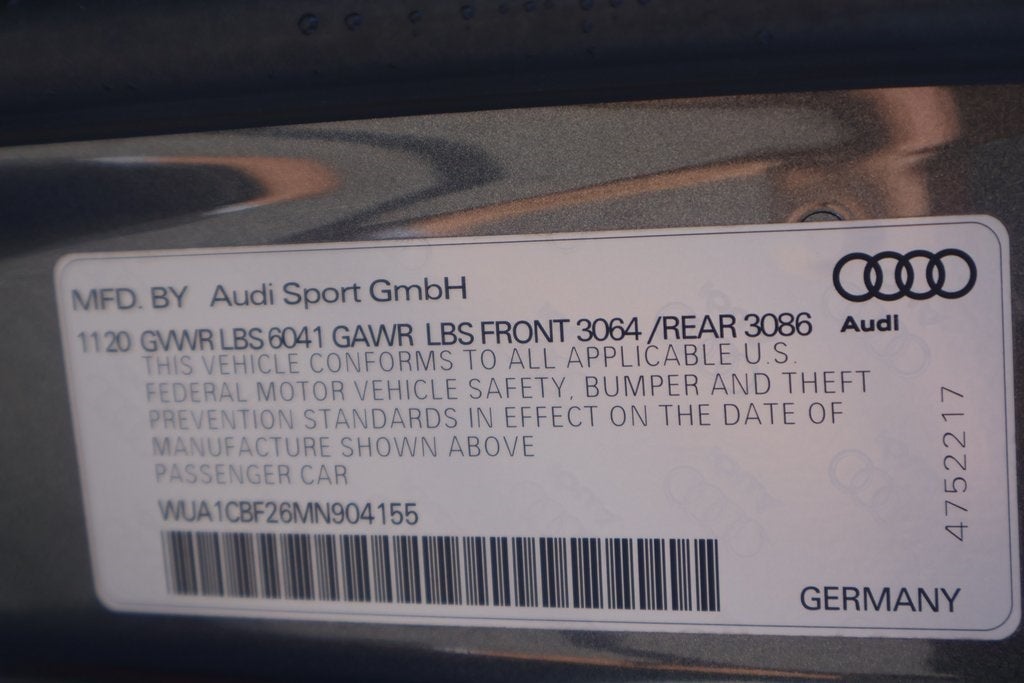 MFD. BY Audi Sport GmbH
Audi
1120 GVWR LBS 6041 GAWR LBS FRONT 3064 /REAR 3086
THIS VEHICLE CONFORMS TO ALL APPLICABLE U.S.
FEDERAL MOTOR VEHICLE SAFETY, BUMPER AND THEFT
PREVENTION STANDARDS IN EFFECT ON THE DATE OF
MANUFACTURE SHOWN ABOVE
PASSENGER CAR
WUA1CBF26MN904155
4752217
GERMANY